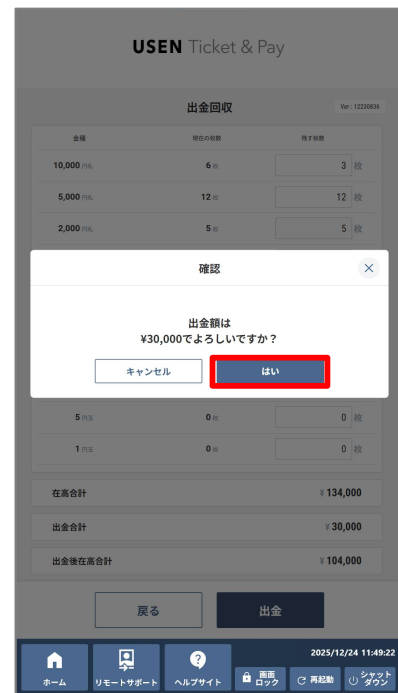 USEN Ticket & Pay
出金回収
Ver : 12230836
金種 現在の枚数 残す枚数
10,000 円札 6 枚 3 枚
5,000 円札 12 枚 12 枚
2,000 円札 5 枚 5 枚
確認
出金額は
¥30,000でよろしいですか？
キャンセル はい
5 円玉 0 枚 0 枚
1 円玉 0 枚 0 枚
在高合計 ¥ 134,000
出金合計 ¥ 30,000
出金後在高合計 ¥ 104,000
戻る 出金
2025/12/24 11:49:22
ホーム リモートサポート ヘルプサイト 画面ロック 再起動 シャットダウン